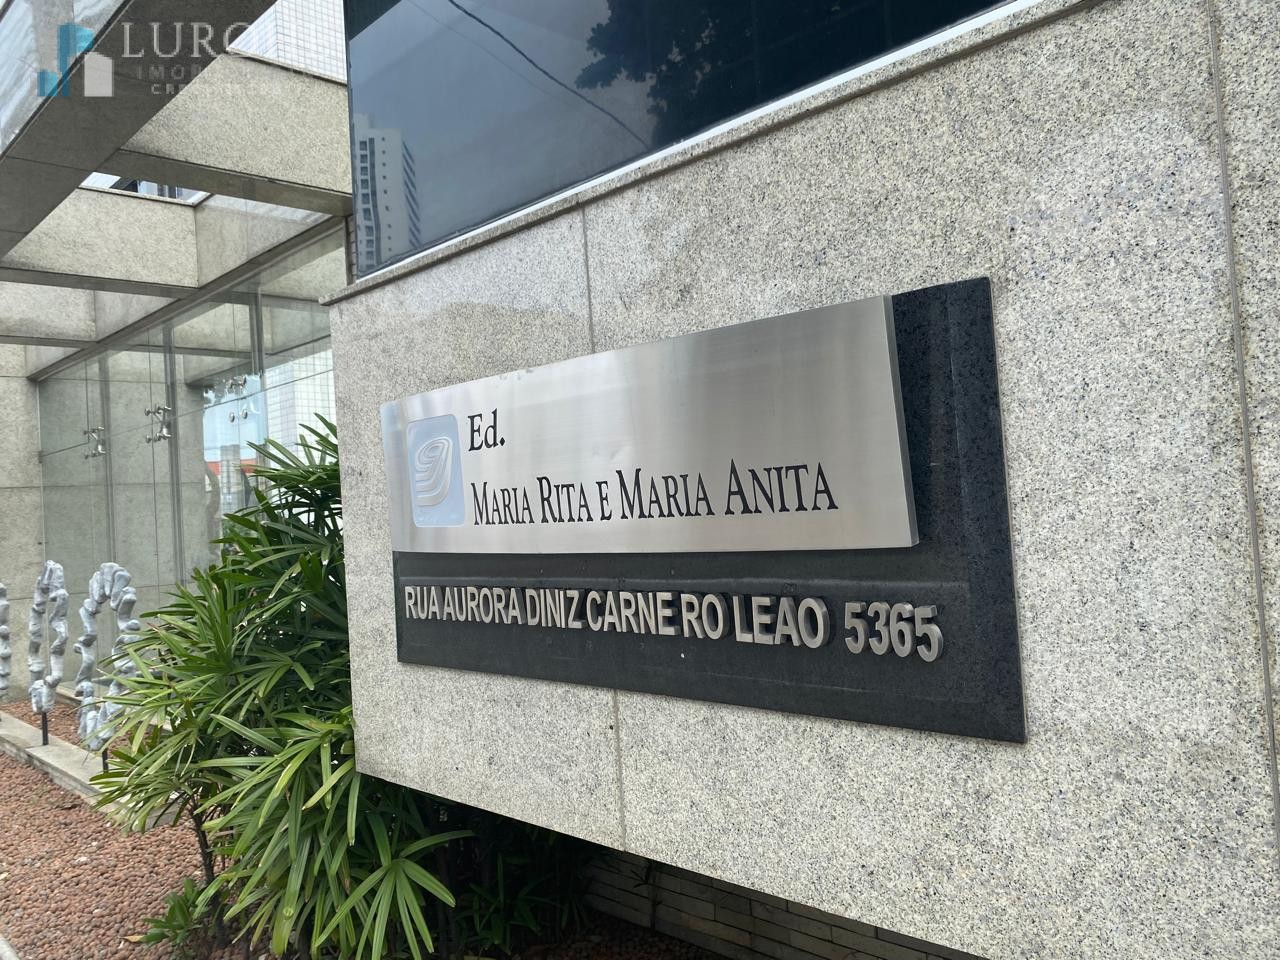 Ed.
MARIA RITA E MARIA ANITA
RUA AURORA DINIZ CARNE RO LEAO 5365